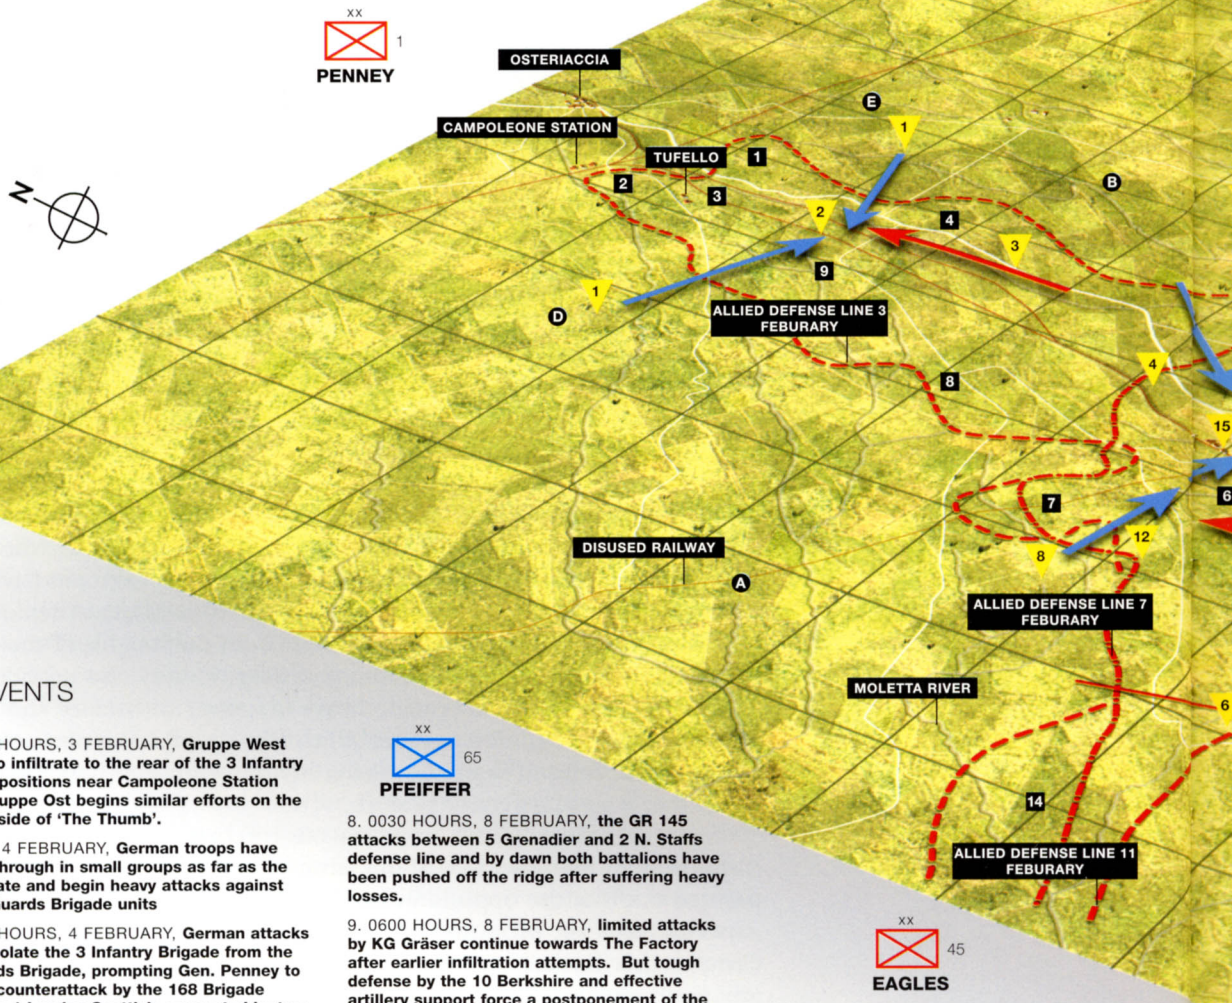 xx
1
PENNEY
OSTERIACCIA
E
1
CAMPOLEONE STATION
TUFELLO
1
N
2
3
B
2
4
3
9
1
D
ALLIED DEFENSE LINE 3
FEBURARY
4
8
15
7
6
12
DISUSED RAILWAY
8
A
ALLIED DEFENSE LINE 7
FEBURARY
MOLETTA RIVER
6
14
ALLIED DEFENSE LINE 11
FEBURARY
xx
65
PFEIFFER
xx
45
EAGLES
VENTS
HOURS, 3 FEBRUARY, Gruppe West
o infiltrate to the rear of the 3 Infantry
positions near Campoleone Station
uppe Ost begins similar efforts on the
side of ‘The Thumb’.
4 FEBRUARY, German troops have
hrough in small groups as far as the
ate and begin heavy attacks against
uards Brigade units
HOURS, 4 FEBRUARY, German attacks
olate the 3 Infantry Brigade from the
ds Brigade, prompting Gen. Penney to
counterattack by the 168 Brigade
8. 0030 HOURS, 8 FEBRUARY, the GR 145
attacks between 5 Grenadier and 2 N. Staffs
defense line and by dawn both battalions have
been pushed off the ridge after suffering heavy
losses.
9. 0600 HOURS, 8 FEBRUARY, limited attacks
by KG Gräser continue towards The Factory
after earlier infiltration attempts. But tough
defense by the 10 Berkshire and effective
artillery support force a postponement of the